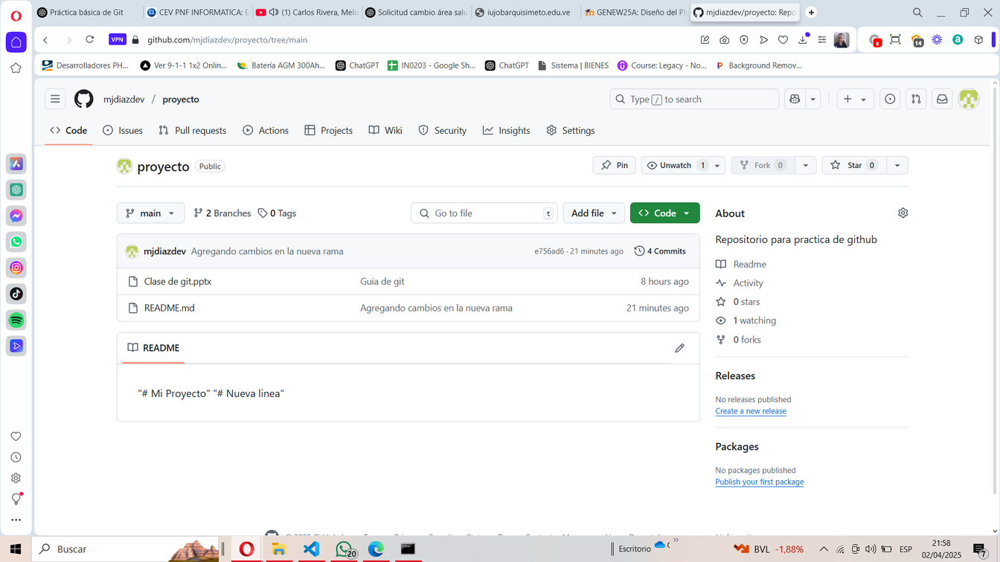 Práctica básica de Git
CEV PNF INFORMATICA: E
(1) Carlos Rivera, Melis
Solicitud cambio área salu
iujobarquisimeto.edu.ve
GENEW25A: Diseño del Pl
mjdiazdev/proyecto: Repo
VPN
github.com/mjdiazdev/proyecto/tree/main
x
14
a
Desarrolladores PH...
Ver 9-1-1 1x2 Onlin...
Batería AGM 300Ah...
ChatGPT
IN0203 - Google Sh...
ChatGPT
Sistema | BIENES
Course: Legacy - No...
Background Remov...
mjdiazdev / proyecto
Type / to search
Code
Issues
Pull requests
Actions
Projects
Wiki
Security
Insights
Settings
proyecto
Public
Pin
Unwatch 1
Fork 0
Star 0
main
2 Branches
0 Tags
Go to file
t
Add file
Code
mjdiazdev Agregando cambios en la nueva rama
e756ad6 · 21 minutes ago
4 Commits
Clase de git.pptx
Guia de git
8 hours ago
README.md
Agregando cambios en la nueva rama
21 minutes ago
README
"# Mi Proyecto" "# Nueva linea"
About
Repositorio para practica de github
Readme
Activity
0 stars
1 watching
0 forks
Releases
No releases published
Create a new release
Packages
No packages published
Publish your first package
Buscar
20
Escritorio
»
BVL -1,88%
ESP
21:58
02/04/2025
7